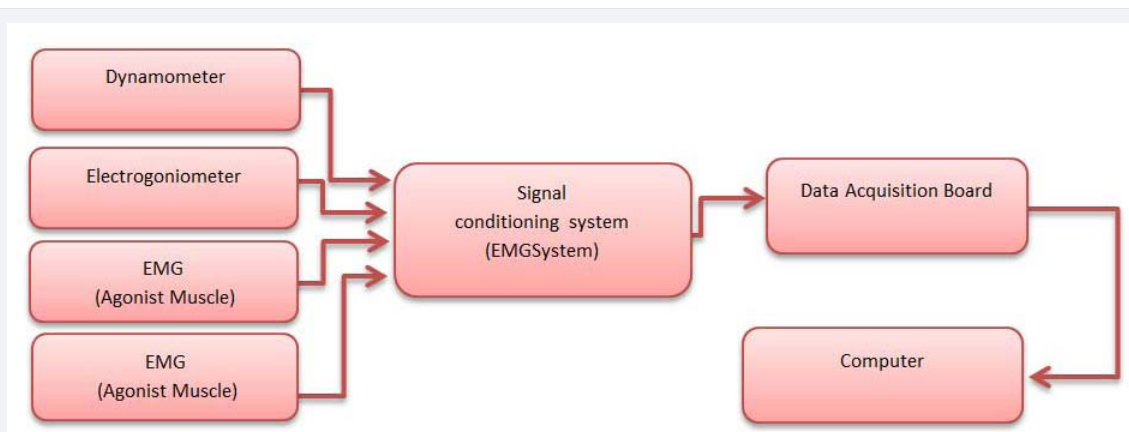 Dynamometer
Electrogoniometer
EMG
(Agonist Muscle)
EMG
(Agonist Muscle)
Signal
conditioning system
(EMGSystem)
Data Acquisition Board
Computer